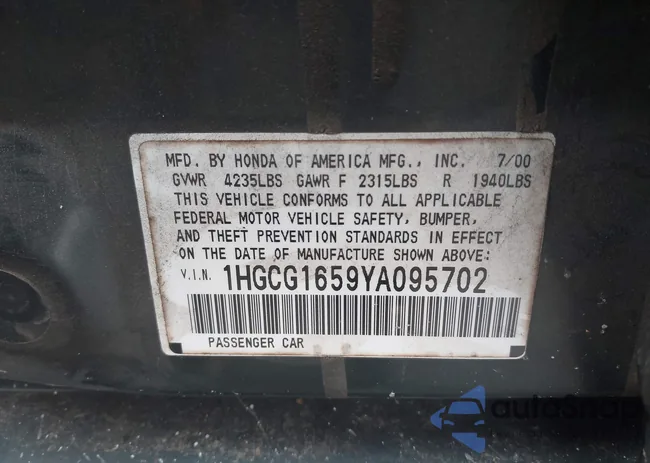 MFD. BY HONDA OF AMERICA MFG., INC. 7/00
GVWR 4235LBS GAWR F 2315LBS R 1940LBS
THIS VEHICLE CONFORMS TO ALL APPLICABLE
FEDERAL MOTOR VEHICLE SAFETY, BUMPER,
AND THEFT PREVENTION STANDARDS IN EFFECT
ON THE DATE OF MANUFACTURE SHOWN ABOVE:
V.I.N. 1HGCG1659YA095702
PASSENGER CAR
autoSnap